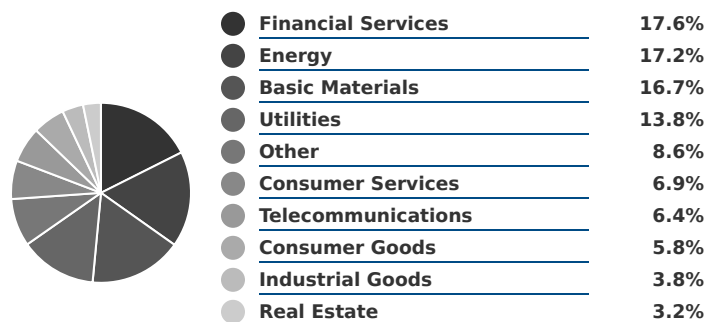 Financial Services 17.6%
Energy 17.2%
Basic Materials 16.7%
Utilities 13.8%
Other 8.6%
Consumer Services 6.9%
Telecommunications 6.4%
Consumer Goods 5.8%
Industrial Goods 3.8%
Real Estate 3.2%